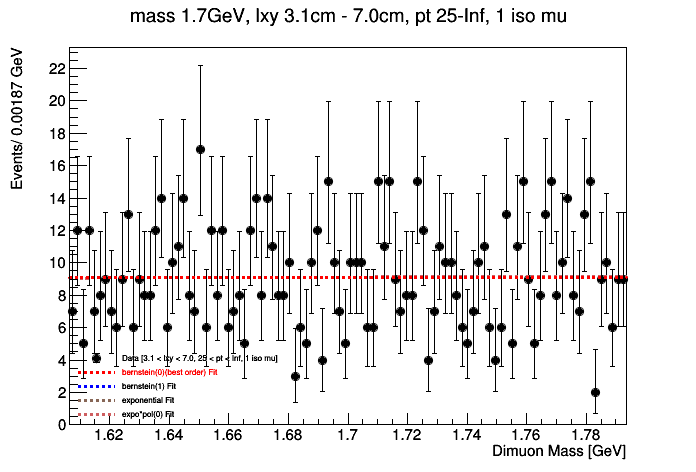 mass 1.7GeV, lxy 3.1cm - 7.0cm, pt 25-Inf, 1 iso mu
Events/ 0.00187 GeV
22
20
18
16
14
12
10
8
6
4
2
0
Data [3.1 < lxy < 7.0, 25 < pt < Inf, 1 iso mu]
bernstein(0)(best order) Fit
bernstein(1) Fit
exponential Fit
expo*pol(0) Fit
1.62 1.64 1.66 1.68 1.7 1.72 1.74 1.76 1.78
Dimuon Mass [GeV]